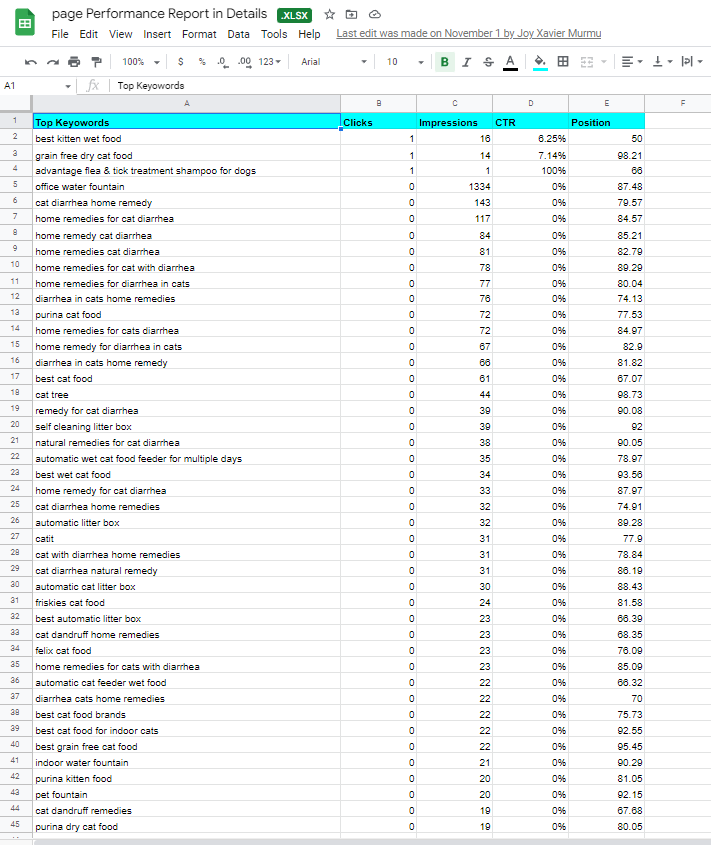 page Performance Report in Details .XLSX
File Edit View Insert Format Data Tools Help Last edit was made on November 1 by Joy Xavier Murmu
100% $ % .0 .00 123 Arial 10 B I S A
A1 fx Top Keyowords
A B C D E F
1 Top Keyowords Clicks Impressions CTR Position
2 best kitten wet food 1 16 6.25% 50
3 grain free dry cat food 1 14 7.14% 98.21
4 advantage flea & tick treatment shampoo for dogs 1 1 100% 66
5 office water fountain 0 1334 0% 87.48
6 cat diarrhea home remedy 0 143 0% 79.57
7 home remedies for cat diarrhea 0 117 0% 84.57
8 home remedy cat diarrhea 0 84 0% 85.21
9 home remedies cat diarrhea 0 81 0% 82.79
10 home remedies for cat with diarrhea 0 78 0% 89.29
11 home remedies for diarrhea in cats 0 77 0% 80.04
12 diarrhea in cats home remedies 0 76 0% 74.13
13 purina cat food 0 72 0% 77.53
14 home remedies for cats diarrhea 0 72 0% 84.97
15 home remedy for diarrhea in cats 0 67 0% 82.9
16 diarrhea in cats home remedy 0 66 0% 81.82
17 best cat food 0 61 0% 67.07
18 cat tree 0 44 0% 98.73
19 remedy for cat diarrhea 0 39 0% 90.08
20 self cleaning litter box 0 39 0% 92
21 natural remedies for cat diarrhea 0 38 0% 90.05
22 automatic wet cat food feeder for multiple days 0 35 0% 78.97
23 best wet cat food 0 34 0% 93.56
24 home remedy for cat diarrhea 0 33 0% 87.97
25 cat diarrhea home remedies 0 32 0% 74.91
26 automatic litter box 0 32 0% 89.28
27 catit 0 31 0% 77.9
28 cat with diarrhea home remedies 0 31 0% 78.84
29 cat diarrhea natural remedy 0 31 0% 86.19
30 automatic cat litter box 0 30 0% 88.43
31 friskies cat food 0 24 0% 81.58
32 best automatic litter box 0 23 0% 66.39
33 cat dandruff home remedies 0 23 0% 68.35
34 felix cat food 0 23 0% 76.09
35 home remedies for cats with diarrhea 0 23 0% 85.09
36 automatic cat feeder wet food 0 22 0% 66.32
37 diarrhea cats home remedies 0 22 0% 70
38 best cat food brands 0 22 0% 75.73
39 best cat food for indoor cats 0 22 0% 92.55
40 best grain free cat food 0 22 0% 95.45
41 indoor water fountain 0 21 0% 90.29
42 purina kitten food 0 20 0% 81.05
43 pet fountain 0 20 0% 92.15
44 cat dandruff remedies 0 19 0% 67.68
45 purina dry cat food 0 19 0% 80.05